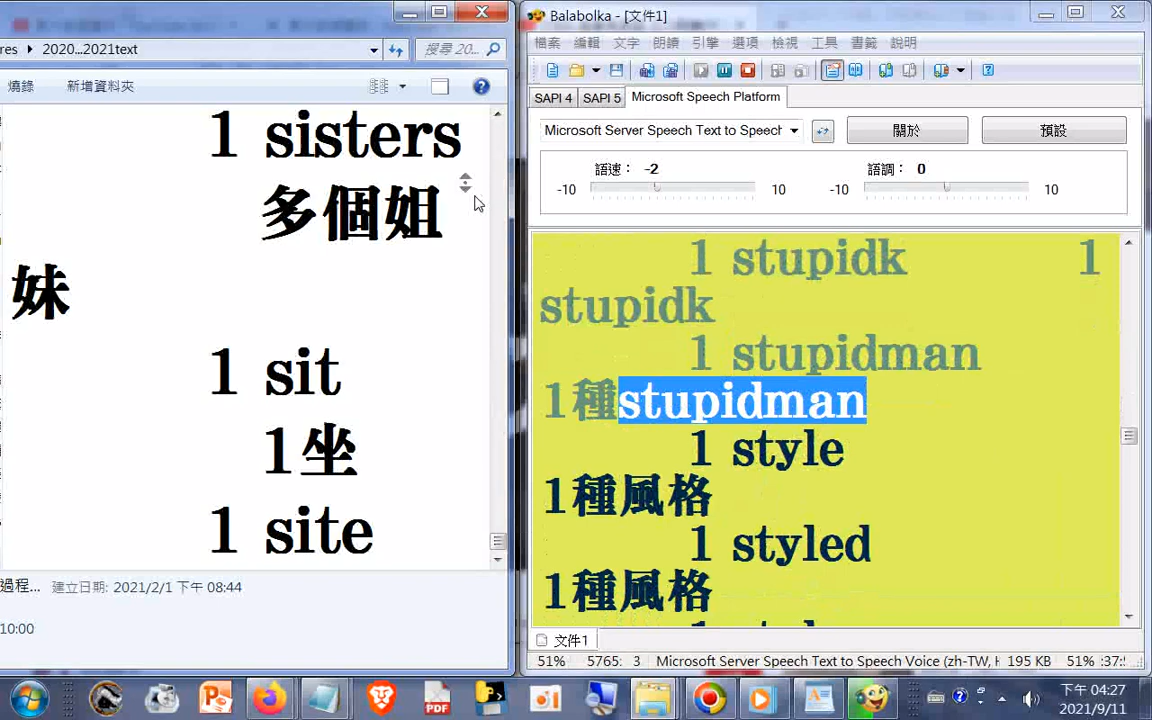 res ▸ 2020...2021text
搜尋 20...
燒錄 新增資料夾
1 sisters
多個姐
妹
1 sit
1坐
1 site
過程... 建立日期: 2021/2/1 下午 08:44
10:00
Balabolka - [文件1]
檔案 編輯 文字 朗讀 引擎 選項 檢視 工具 書籤 說明
SAPI 4 SAPI 5 Microsoft Speech Platform
Microsoft Server Speech Text to Speech
關於 預設
語速： -2 語調： 0
-10 10 -10 10
1 stupidk 1
stupidk
1 stupidman
1種stupidman
1 style
1種風格
1 styled
1種風格
文件1
51% 5765: 3 Microsoft Server Speech Text to Speech Voice (zh-TW, H 195 KB 51% :37:
PDF
下午 04:27
2021/9/11